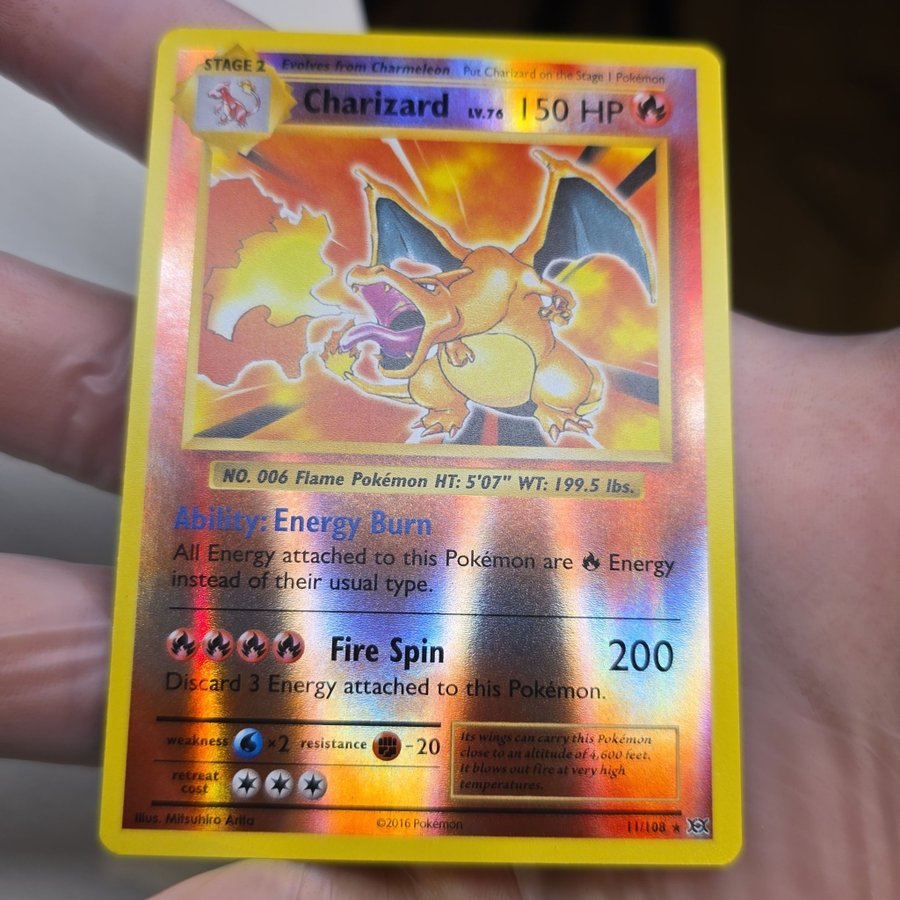 STAGE 2 Evolves from Charmeleon Put Charizard on the Stage 1 Pokémon
Charizard LV.76 150 HP
NO. 006 Flame Pokémon HT: 5'07" WT: 199.5 lbs.
Ability: Energy Burn
All Energy attached to this Pokémon are Energy
instead of their usual type.
Fire Spin 200
Discard 3 Energy attached to this Pokémon.
weakness ×2 resistance -20
retreat
cost
Its wings can carry this Pokémon
close to an altitude of 4,600 feet.
It blows out fire at very high
temperatures.
Illus. Mitsuhiro Arita ©2016 Pokémon 11/108 ★